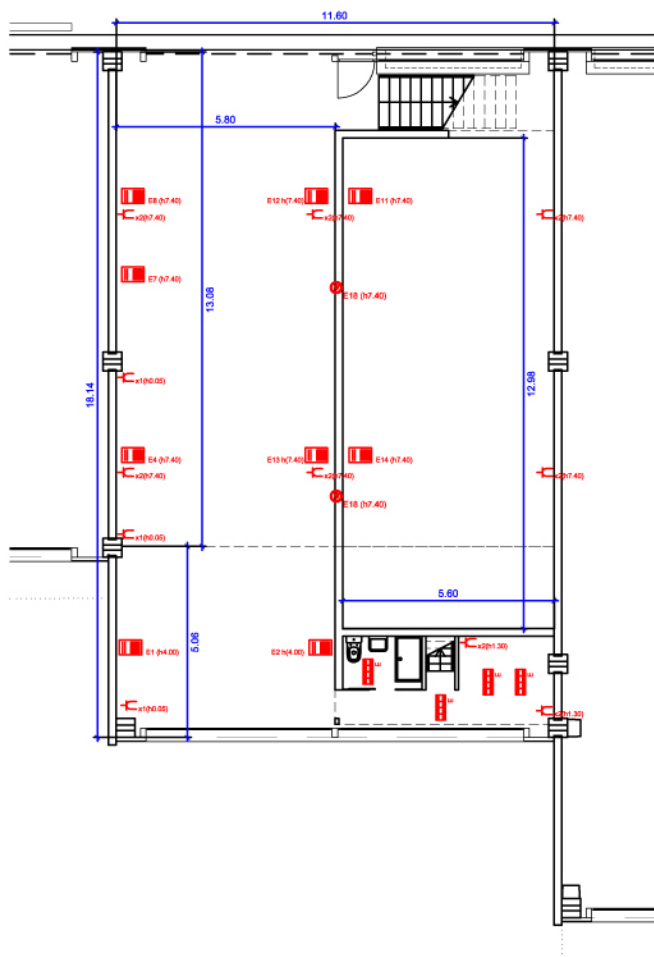 11.60
5.80
E8 (h7.40)
E12 h(7.40)
E11 (h7.40)
x2(h7.40)
x2(h7.40)
x2(h7.40)
E7 (h7.40)
E18 (h7.40)
13.08
12.98
18.14
x1(h0.05)
E4 (h7.40)
E13 h(7.40)
E14 (h7.40)
x2(h7.40)
x2(h7.40)
x2(h7.40)
E18 (h7.40)
x1(h0.05)
5.60
5.06
E1 (h4.00)
E2 h(4.00)
x2(h1.30)
E
E
E
E
x1(h0.05)
x2(h1.30)